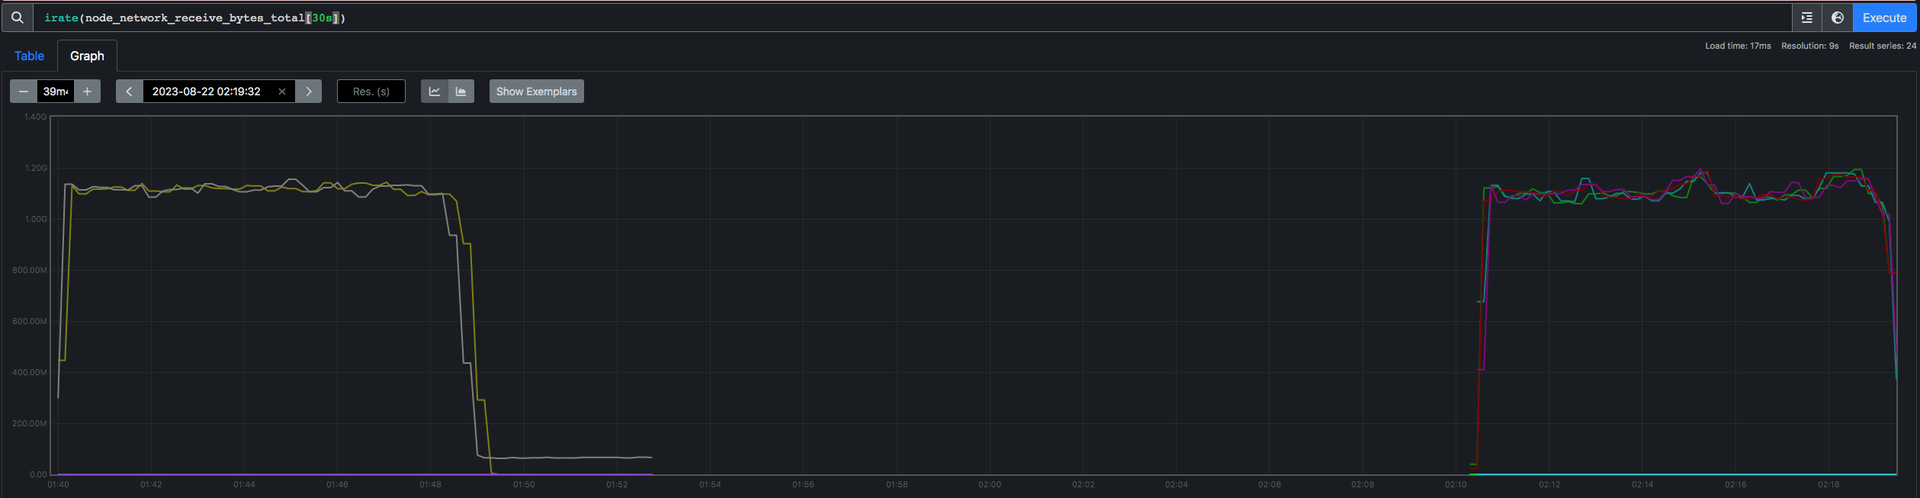 irate(node_network_receive_bytes_total[30s])
Execute
Table
Graph
Load time: 17ms Resolution: 9s Result series: 24
39m
2023-08-22 02:19:32
Res. (s)
Show Exemplars
1.40G
1.20G
1.00G
800.00M
600.00M
400.00M
200.00M
0.00
01:40 01:42 01:44 01:46 01:48 01:50 01:52 01:54 01:56 01:58 02:00 02:02 02:04 02:06 02:08 02:10 02:12 02:14 02:16 02:18